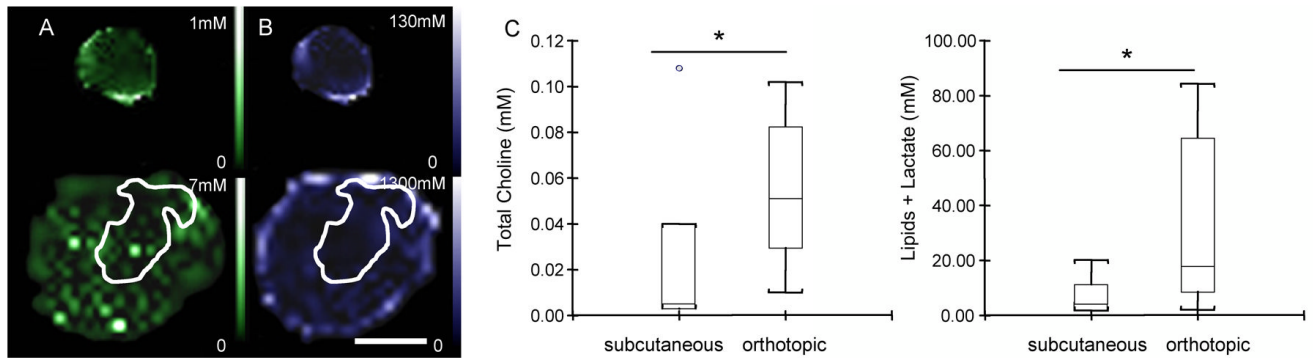 A
1mM
0
B
130mM
0
7mM
0
1300mM
0
C
Total Choline (mM)
0.12
0.10
0.08
0.06
0.04
0.02
0.00
*
subcutaneous
orthotopic
Lipids + Lactate (mM)
100.00
80.00
60.00
40.00
20.00
0.00
*
subcutaneous
orthotopic